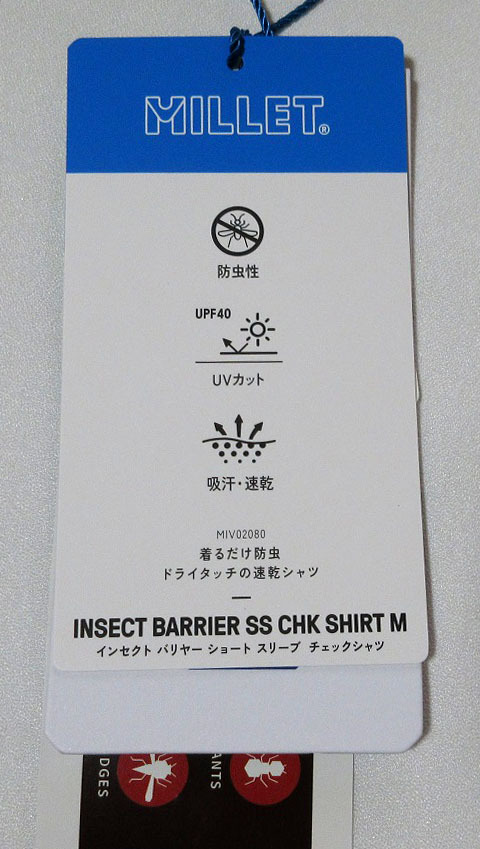 MILLET®
防虫性
UPF40
UVカット
吸汗・速乾
MIV02080
着るだけ防虫
ドライタッチの速乾シャツ
INSECT BARRIER SS CHK SHIRT M
インセクト バリヤー ショート スリーブ チェックシャツ
ANTS